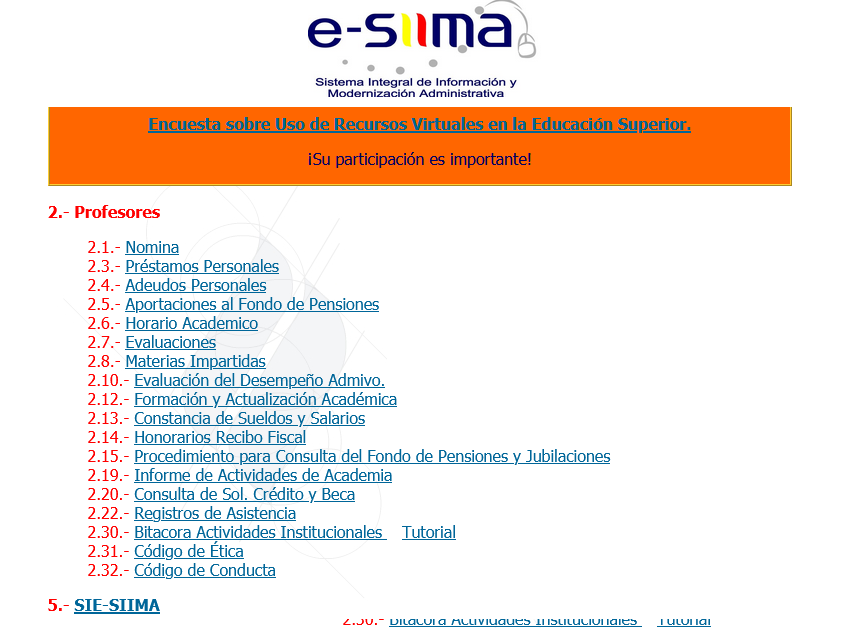 e-siima
Sistema Integral de Información y
Modernización Administrativa
Encuesta sobre Uso de Recursos Virtuales en la Educación Superior.
¡Su participación es importante!
2.- Profesores
2.1.- Nomina
2.3.- Préstamos Personales
2.4.- Adeudos Personales
2.5.- Aportaciones al Fondo de Pensiones
2.6.- Horario Academico
2.7.- Evaluaciones
2.8.- Materias Impartidas
2.10.- Evaluación del Desempeño Admivo.
2.12.- Formación y Actualización Académica
2.13.- Constancia de Sueldos y Salarios
2.14.- Honorarios Recibo Fiscal
2.15.- Procedimiento para Consulta del Fondo de Pensiones y Jubilaciones
2.19.- Informe de Actividades de Academia
2.20.- Consulta de Sol. Crédito y Beca
2.22.- Registros de Asistencia
2.30.- Bitacora Actividades Institucionales Tutorial
2.31.- Código de Ética
2.32.- Código de Conducta
5.- SIE-SIIMA
2.30.- Bitacora Actividades Institucionales Tutorial